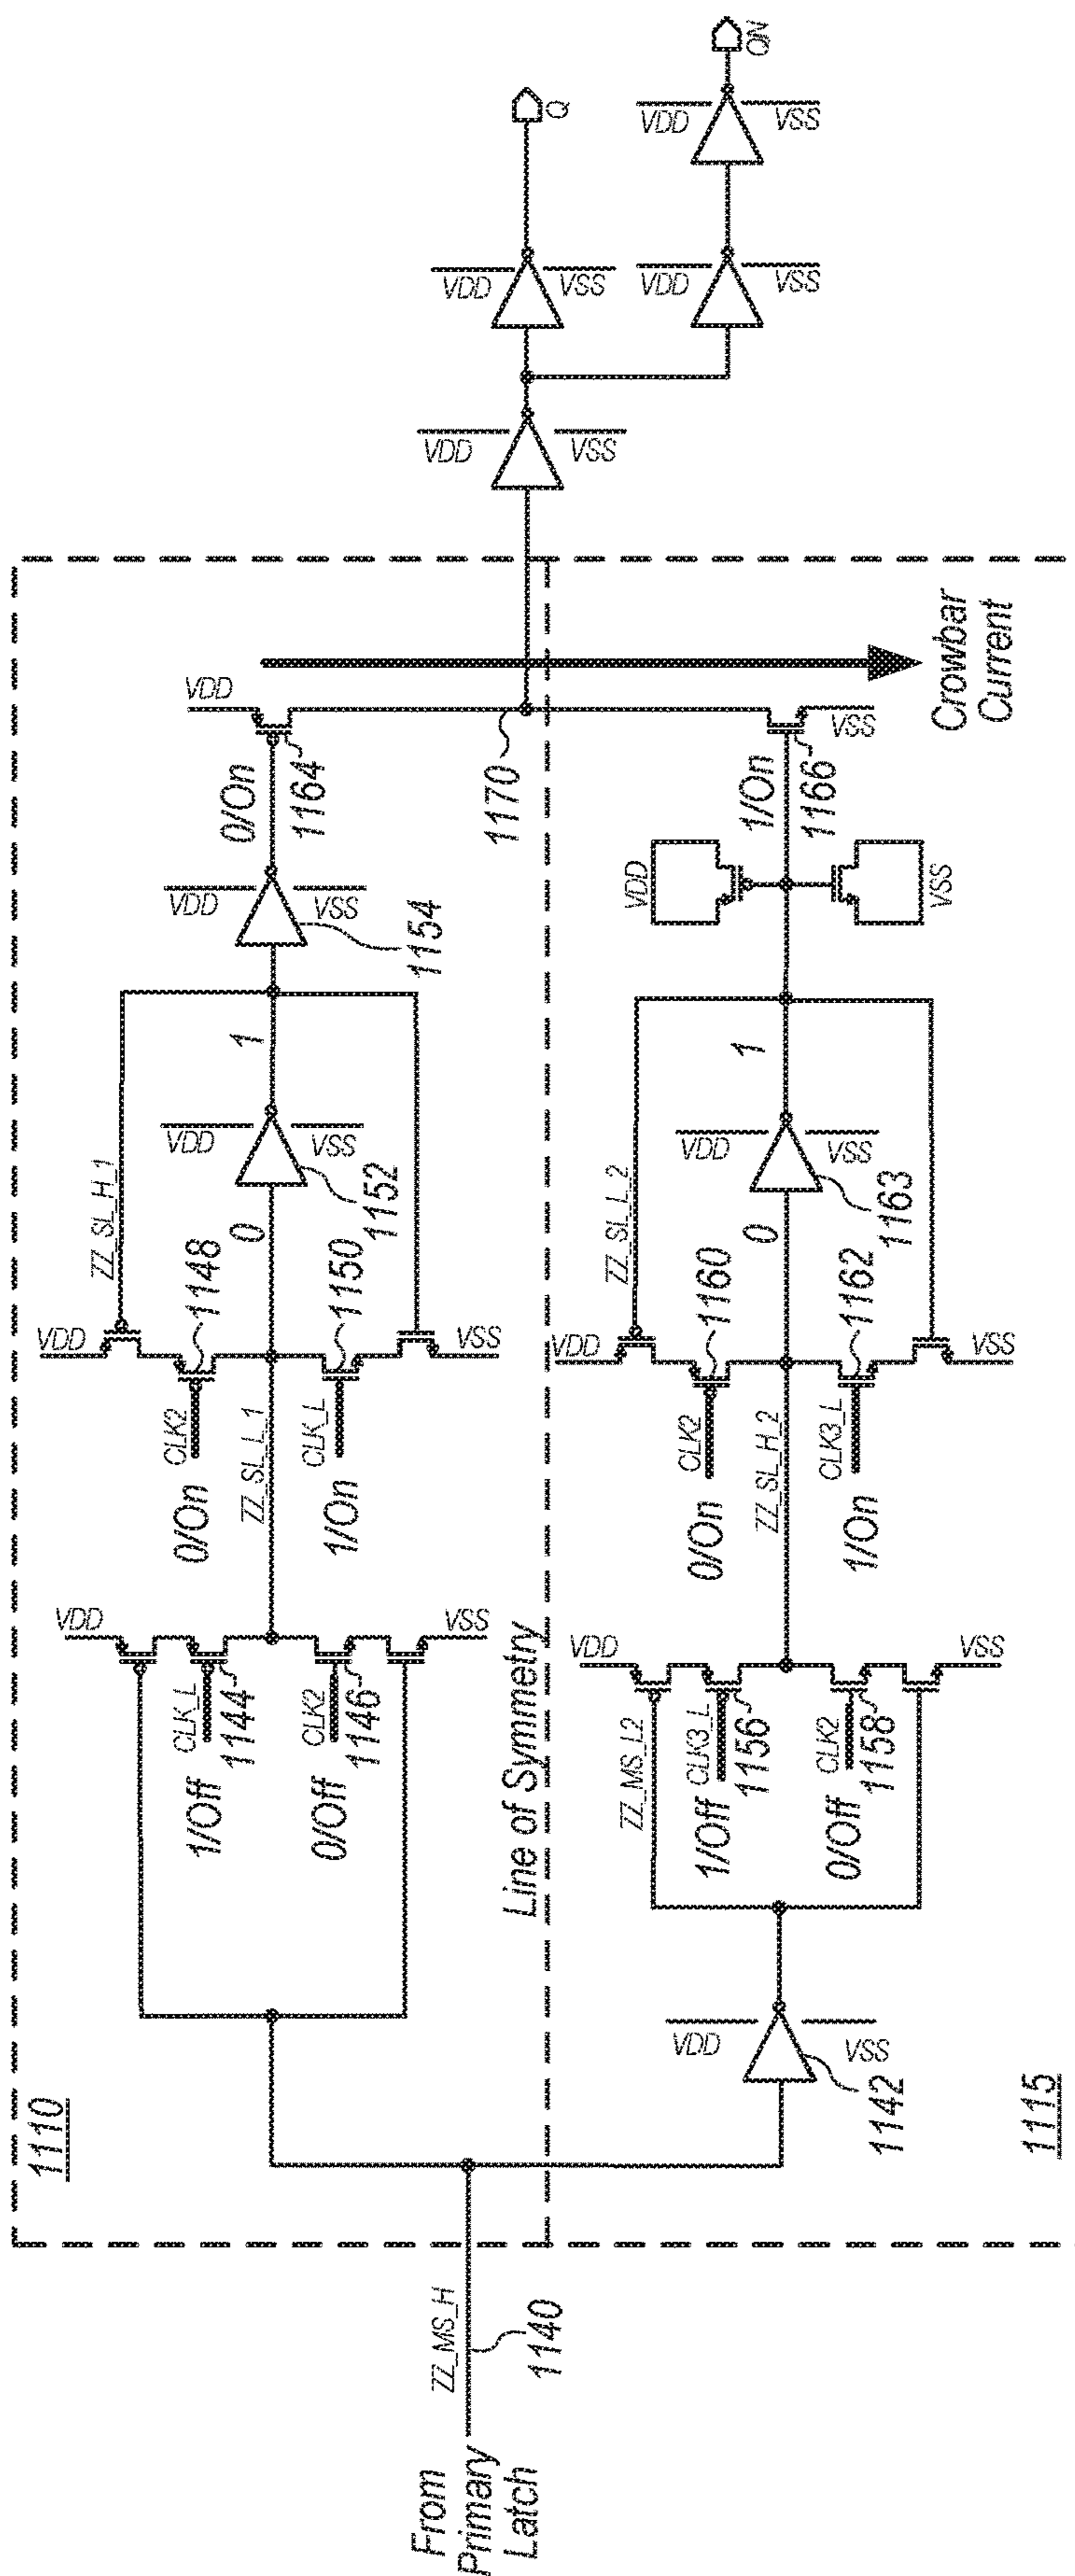 1110
1115
From
Primary
Latch
ZZ_MS_H
1140
VDD
CLK_L
1144
1/Off
CLK2
1146
0/Off
VSS
VDD
CLK2
1148
0/On
ZZ_SL_L_1
CLK_L
1150
1/On
VSS
ZZ_SL_H_1
0
VDD
VSS
1152
1
VDD
VSS
1154
0/On
VDD
1164
1170
Line of Symmetry
VDD
VSS
1142
ZZ_MS_L2
VDD
CLK3_L
1156
1/Off
CLK2
1158
0/Off
VSS
VDD
CLK2
1160
0/On
ZZ_SL_H_2
CLK3_L
1162
1/On
VSS
ZZ_SL_L_2
0
VDD
VSS
1163
1
VDD
VSS
1/On
1166
VSS
Crowbar
Current
VDD
VSS
VDD
VSS
Q
VDD
VSS
VDD
VSS
QN